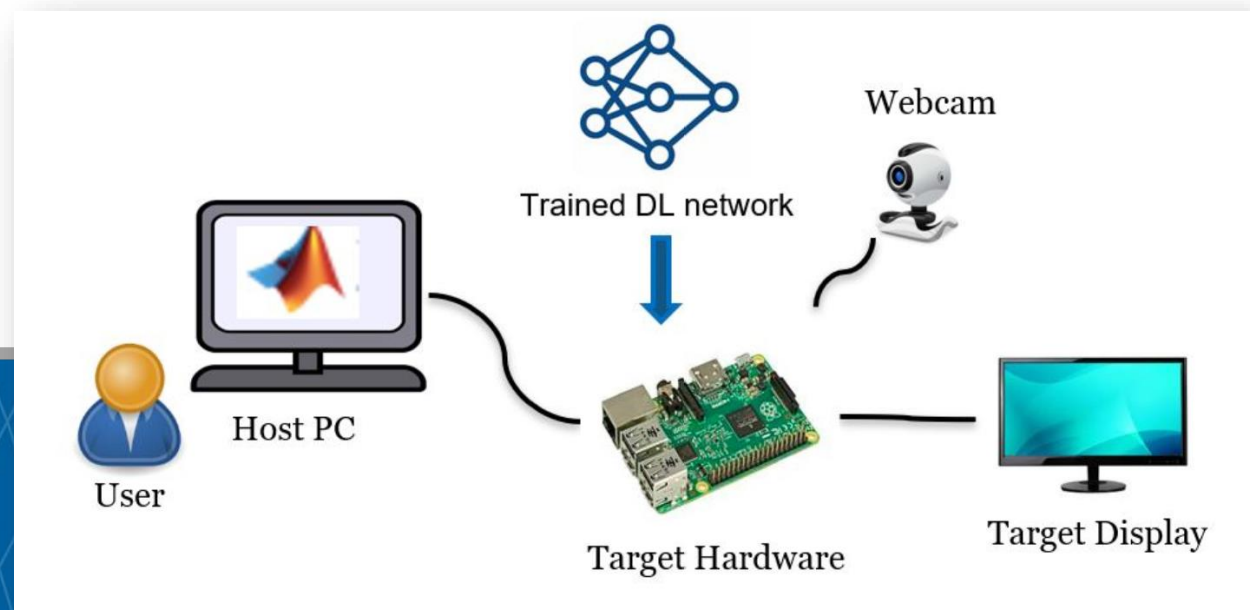 Webcam
Trained DL network
Host PC
User
Target Hardware
Target Display